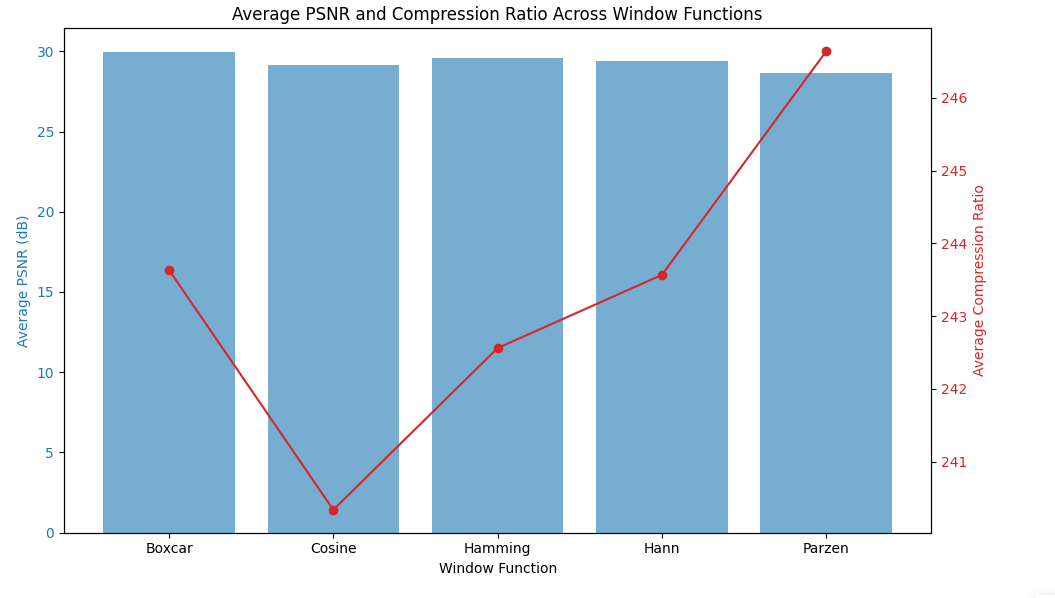 Average PSNR and Compression Ratio Across Window Functions
Average PSNR (dB)
30
25
20
15
10
5
0
246
245
244
243
242
241
Average Compression Ratio
Boxcar
Cosine
Hamming
Hann
Parzen
Window Function